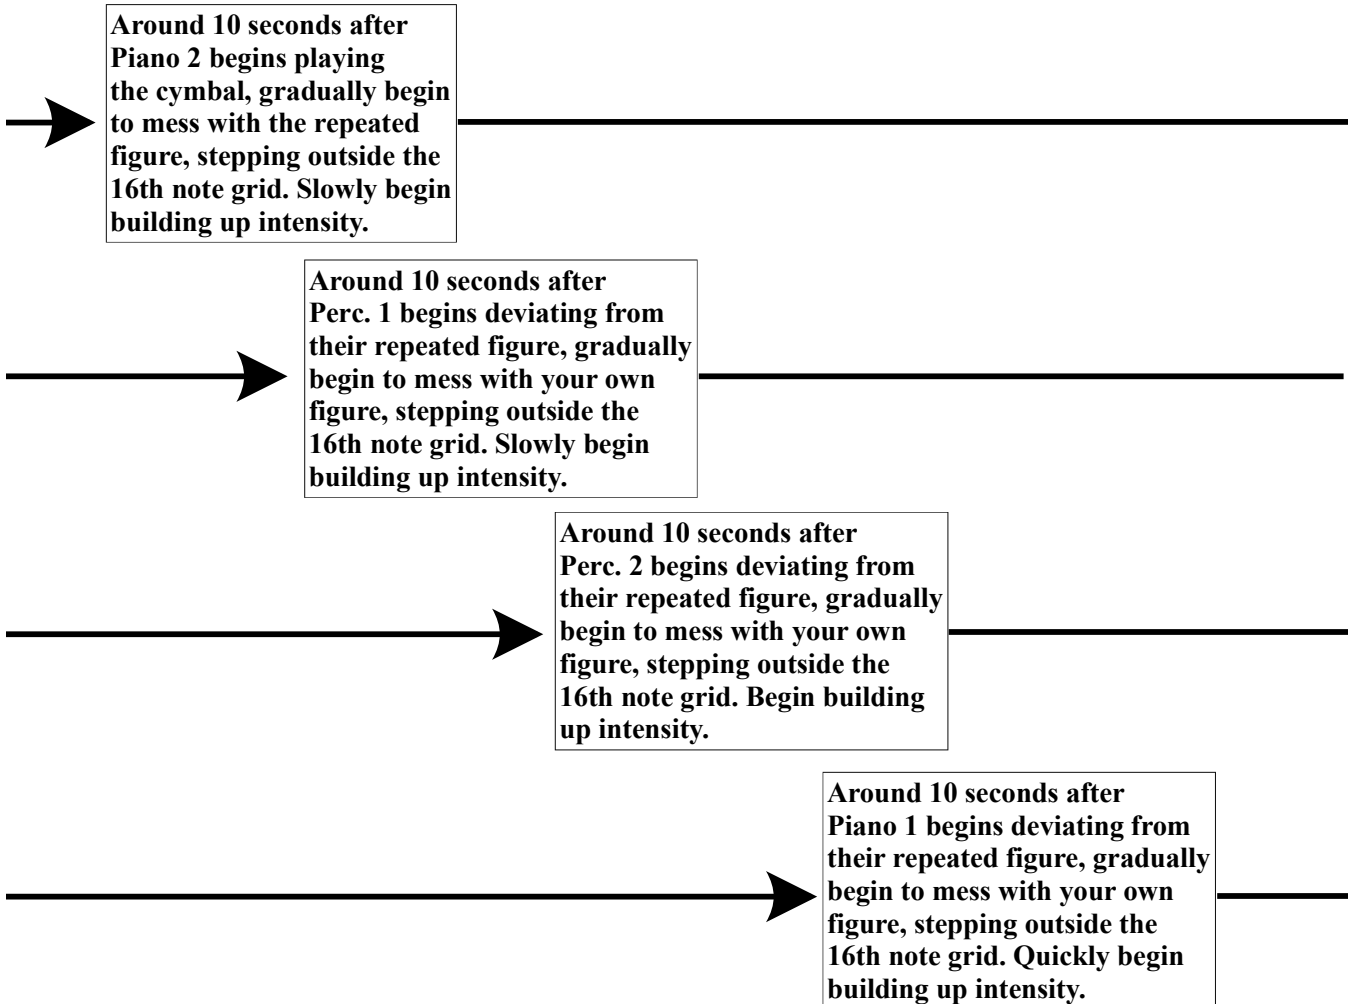 Around 10 seconds after
Piano 2 begins playing
the cymbal, gradually begin
to mess with the repeated
figure, stepping outside the
16th note grid. Slowly begin
building up intensity.
Around 10 seconds after
Perc. 1 begins deviating from
their repeated figure, gradually
begin to mess with your own
figure, stepping outside the
16th note grid. Slowly begin
building up intensity.
Around 10 seconds after
Perc. 2 begins deviating from
their repeated figure, gradually
begin to mess with your own
figure, stepping outside the
16th note grid. Begin building
up intensity.
Around 10 seconds after
Piano 1 begins deviating from
their repeated figure, gradually
begin to mess with your own
figure, stepping outside the
16th note grid. Quickly begin
building up intensity.